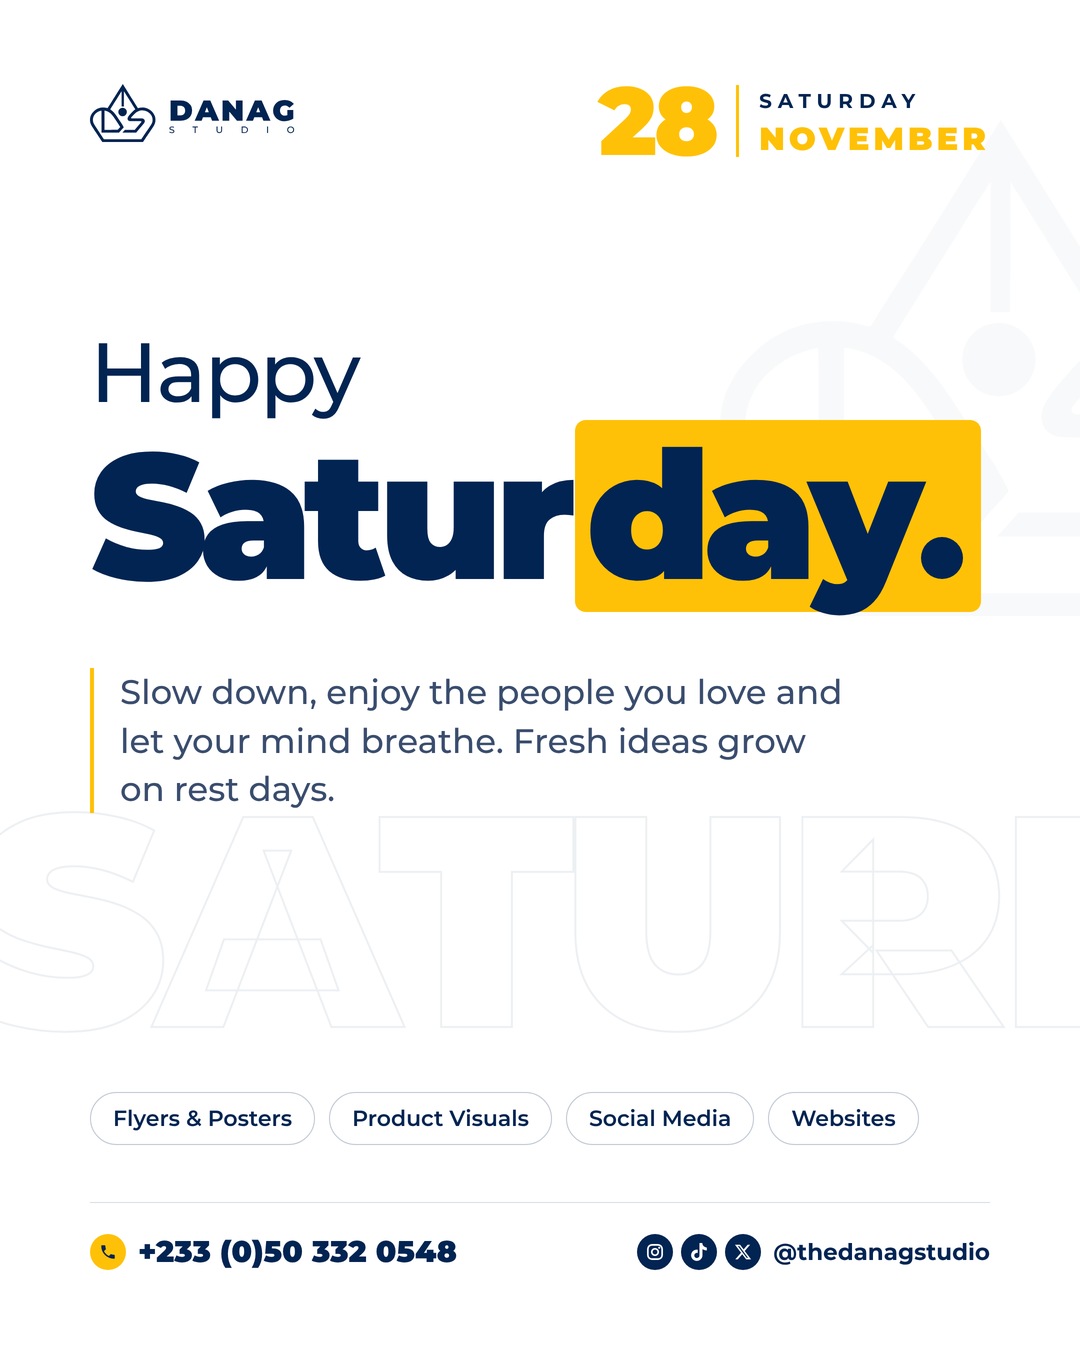 DANAG
STUDIO
28
SATURDAY
NOVEMBER
Happy
Saturday.
Slow down, enjoy the people you love and
let your mind breathe. Fresh ideas grow
on rest days.
SATUR
Flyers & Posters
Product Visuals
Social Media
Websites
+233 (0)50 332 0548
@thedanagstudio